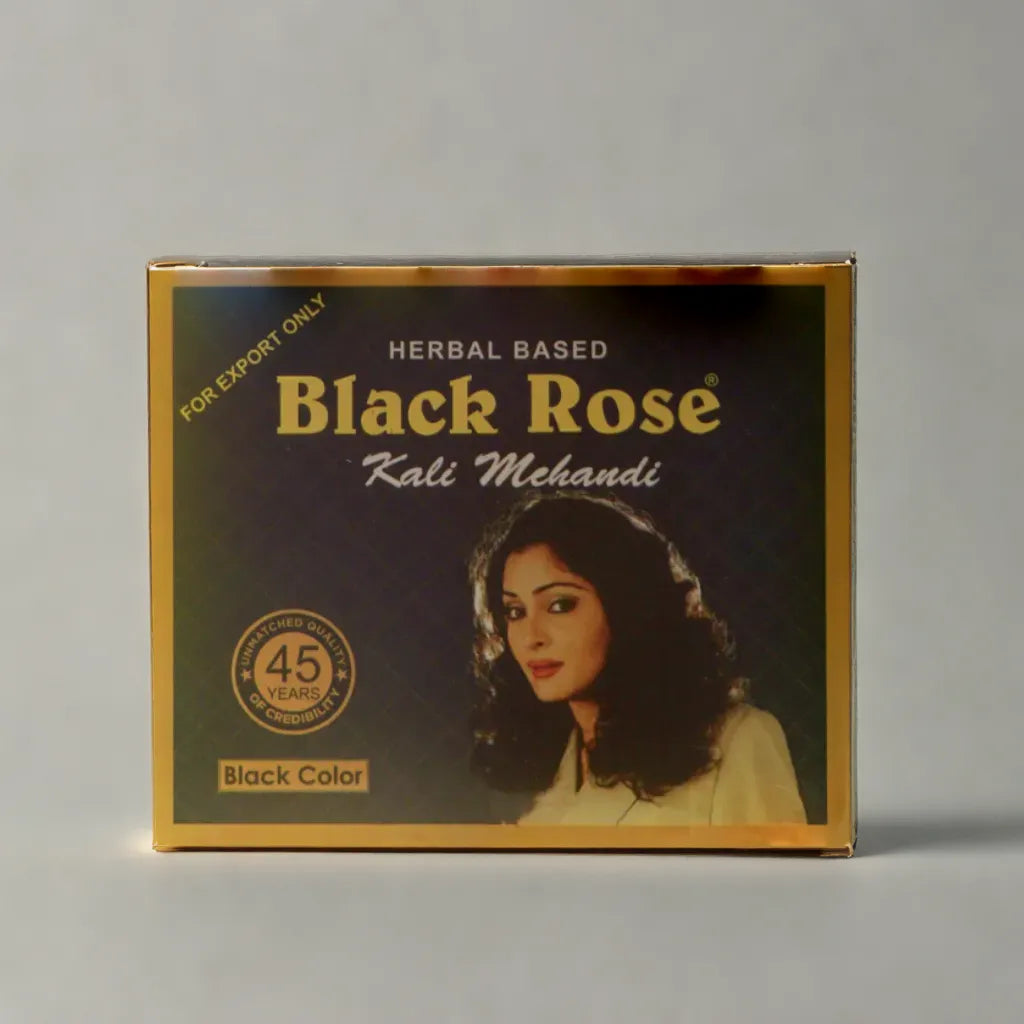 FOR EXPORT ONLY
HERBAL BASED
Black Rose®
Kali Mehandi
UNMATCHED QUALITY
45
YEARS
OF CREDIBILITY
Black Color